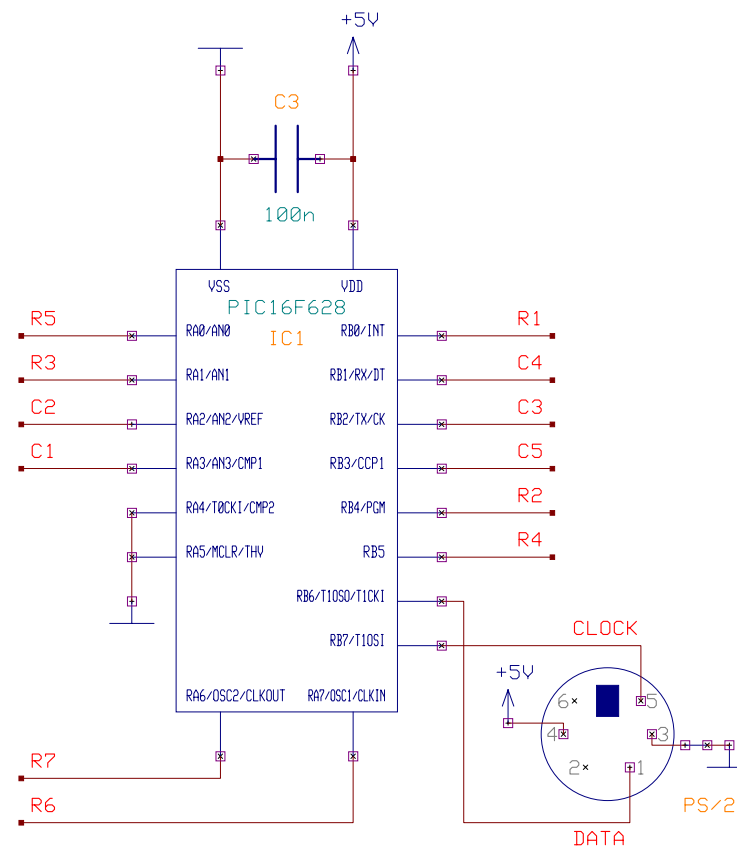 +5V
C3
100n
VSS VDD
PIC16F628
IC1
R5 RA0/AN0 RB0/INT R1
R3 RA1/AN1 RB1/RX/DT C4
C2 RA2/AN2/VREF RB2/TX/CK C3
C1 RA3/AN3/CMP1 RB3/CCP1 C5
RA4/T0CKI/CMP2 RB4/PGM R2
RA5/MCLR/THV RB5 R4
RB6/T1OSO/T1CKI
RB7/T1OSI CLOCK
+5V
RA6/OSC2/CLKOUT RA7/OSC1/CLKIN
6 5
4 3
2 1
R7
R6
PS/2
DATA